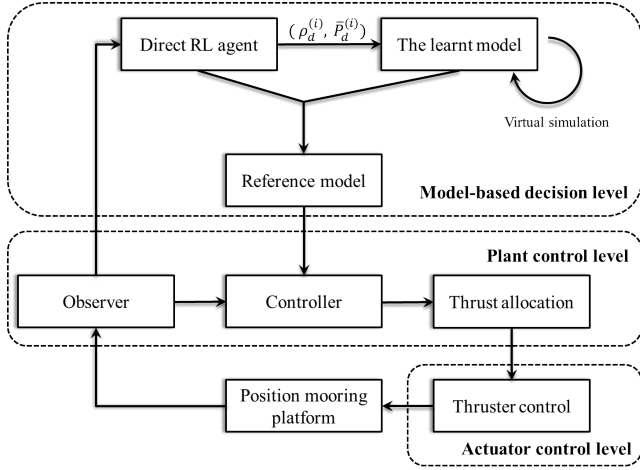 Direct RL agent
( ρ_d^{(i)}, P̄_d^{(i)})
The learnt model
Virtual simulation
Reference model
Model-based decision level
Plant control level
Observer
Controller
Thrust allocation
Position mooring
platform
Thruster control
Actuator control level